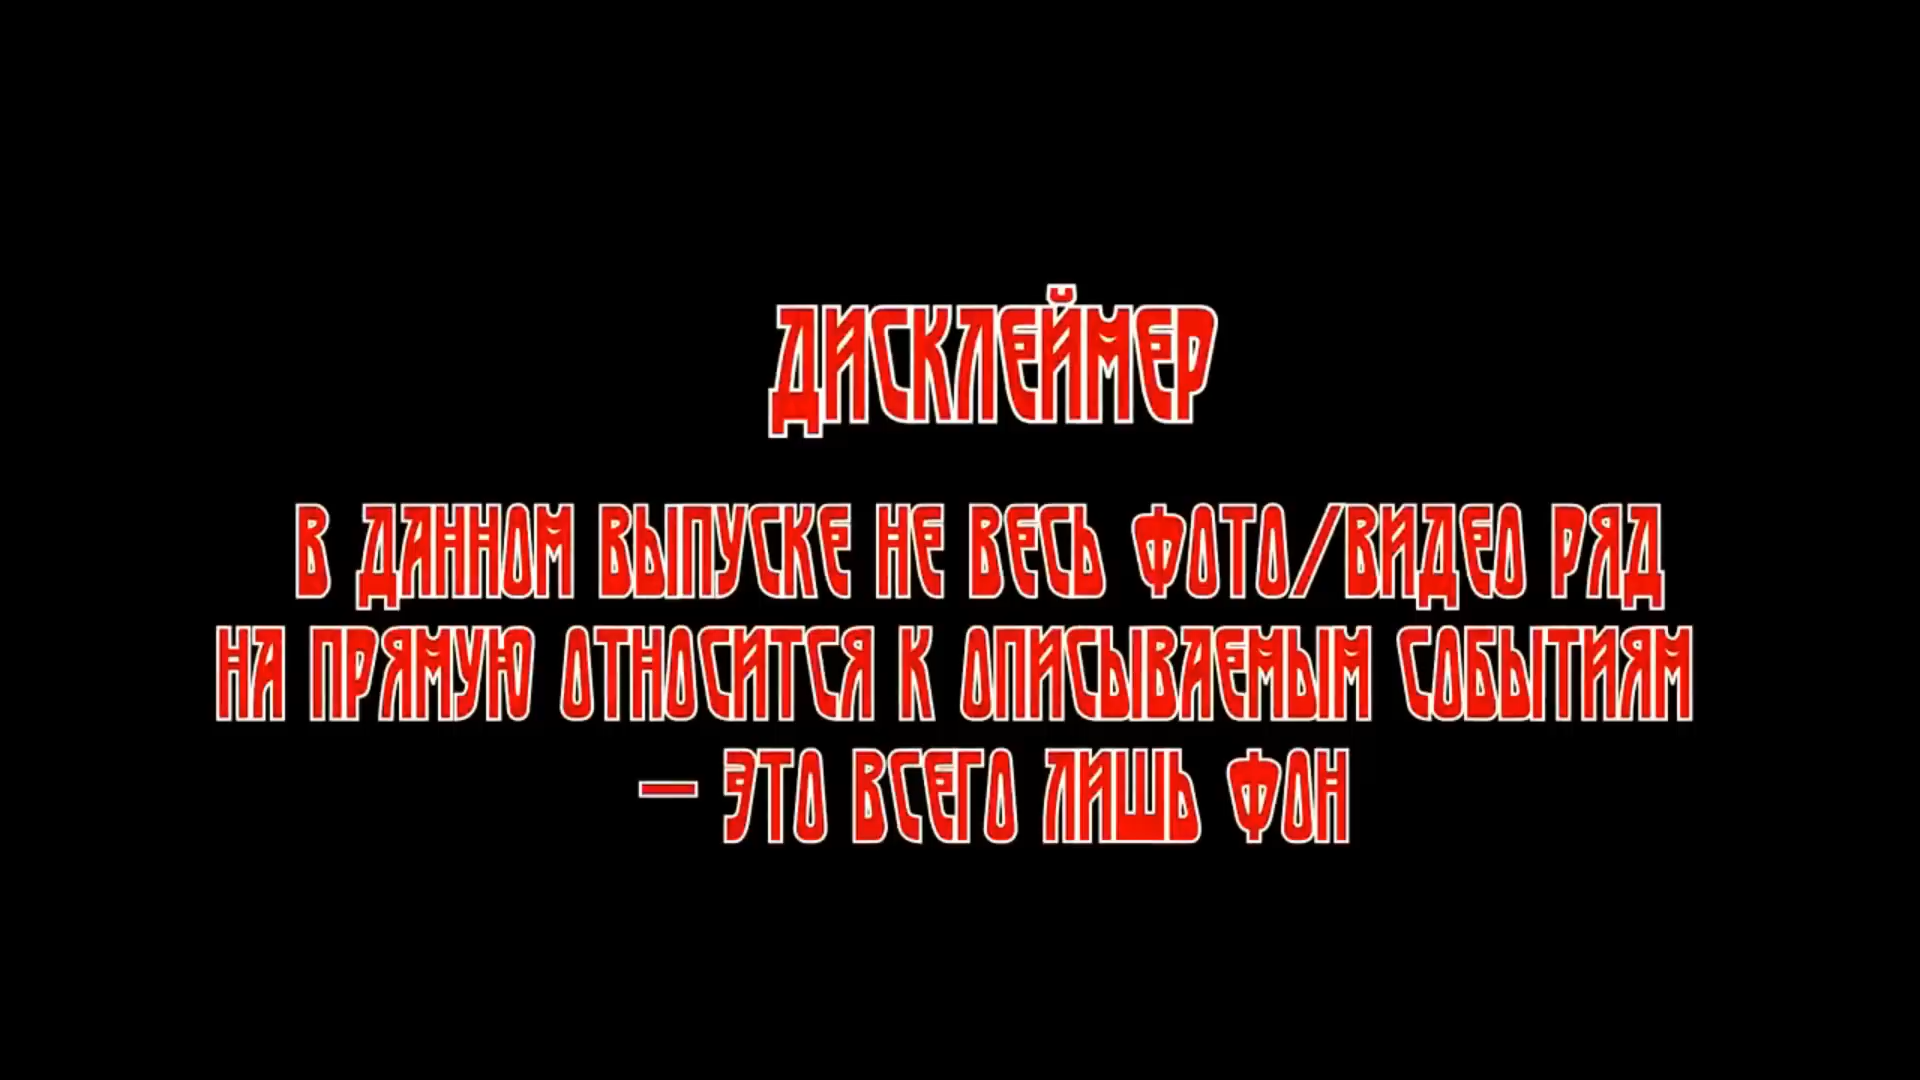 ДИСКЛЕЙМЕР
В ДАННОМ ВЫПУСКЕ НЕ ВЕСЬ ФОТО/ВИДЕО РЯД
НА ПРЯМУЮ ОТНОСИТСЯ К ОПИСЫВАЕМЫМ СОБЫТИЯМ
— ЭТО ВСЕГО ЛИШЬ ФОН